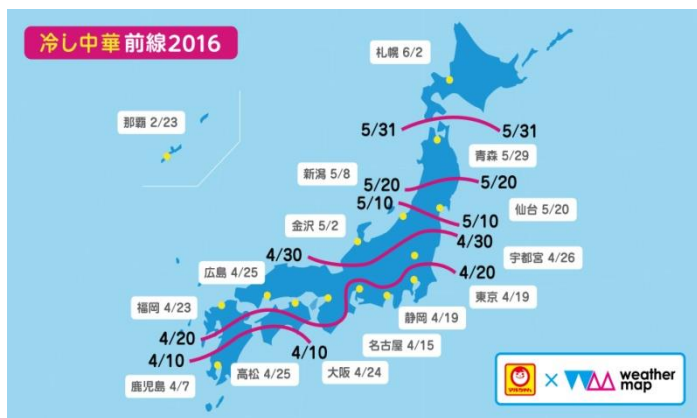 冷し中華前線2016
札幌 6/2
那覇 2/23
5/31
5/31
青森 5/29
新潟 5/8
5/20
5/20
5/10
仙台 5/20
金沢 5/2
5/10
4/30
4/30
宇都宮 4/26
広島 4/25
4/20
東京 4/19
福岡 4/23
静岡 4/19
4/20
名古屋 4/15
4/10
4/10
高松 4/25
大阪 4/24
鹿児島 4/7
× weather
map